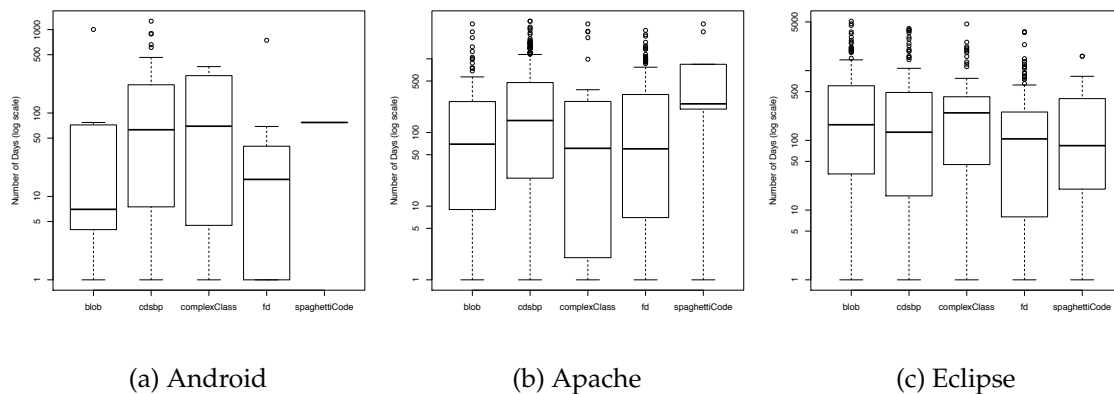 Number of Days (log scale)
1000
500
100
50
10
5
1
blob cdsbp complexClass fd spaghettiCode
Number of Days (log scale)
500
100
50
10
5
1
blob cdsbp complexClass fd spaghettiCode
Number of Days (log scale)
5000
500
100
50
10
5
1
blob cdsbp complexClass fd spaghettiCode
(a) Android (b) Apache (c) Eclipse